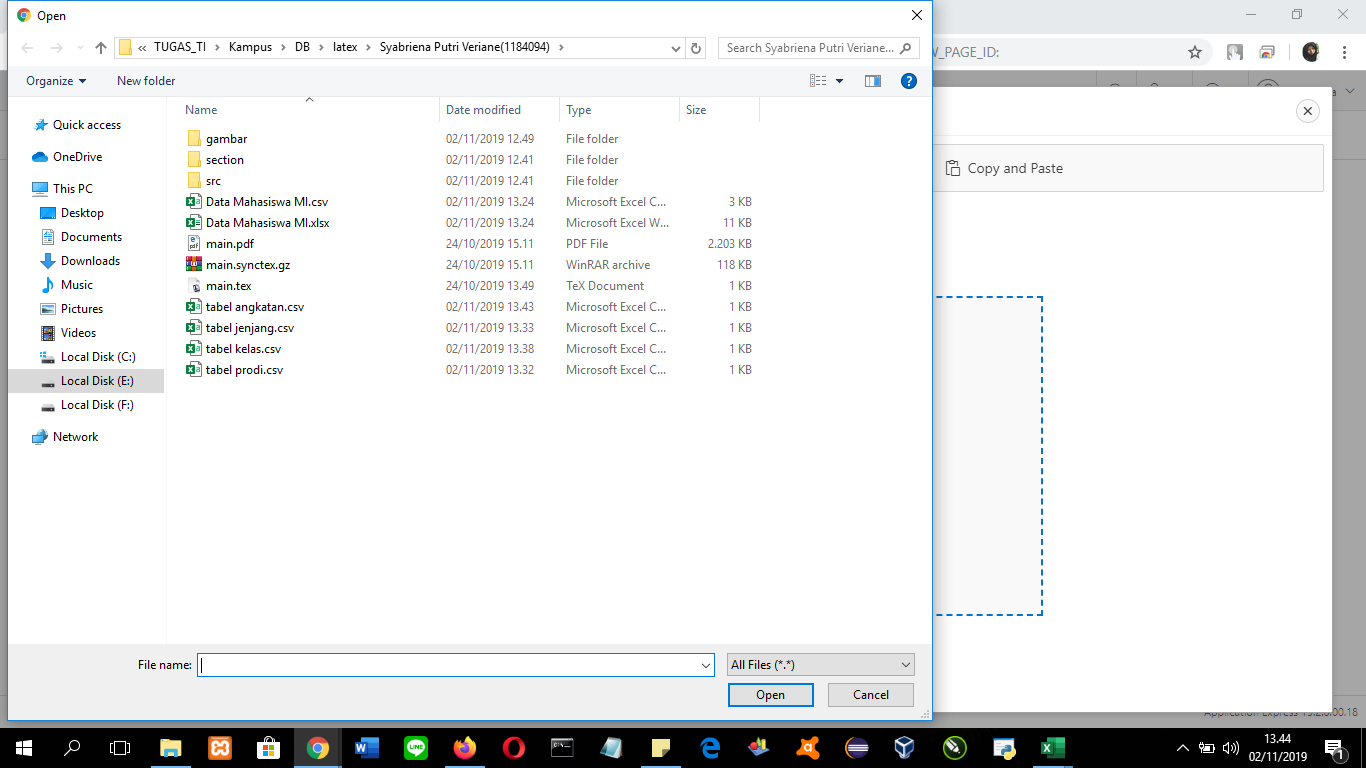 Open
« TUGAS_TI › Kampus › DB › latex › Syabriena Putri Veriane(1184094) ›
Search Syabriena Putri Veriane...
W_PAGE_ID:
Organize
New folder
Name
Date modified
Type
Size
Quick access
OneDrive
This PC
Desktop
Documents
Downloads
Music
Pictures
Videos
Local Disk (C:)
Local Disk (E:)
Local Disk (F:)
Network
gambar 02/11/2019 12.49 File folder
section 02/11/2019 12.41 File folder
src 02/11/2019 12.41 File folder
Data Mahasiswa MI.csv 02/11/2019 13.24 Microsoft Excel C... 3 KB
Data Mahasiswa MI.xlsx 02/11/2019 13.24 Microsoft Excel W... 11 KB
main.pdf 24/10/2019 15.11 PDF File 2.203 KB
main.synctex.gz 24/10/2019 15.11 WinRAR archive 118 KB
main.tex 24/10/2019 13.49 TeX Document 1 KB
tabel angkatan.csv 02/11/2019 13.43 Microsoft Excel C... 1 KB
tabel jenjang.csv 02/11/2019 13.33 Microsoft Excel C... 1 KB
tabel kelas.csv 02/11/2019 13.38 Microsoft Excel C... 1 KB
tabel prodi.csv 02/11/2019 13.32 Microsoft Excel C... 1 KB
Copy and Paste
File name:
All Files (*.*)
Open
Cancel
Application Express
13.44
02/11/2019
1